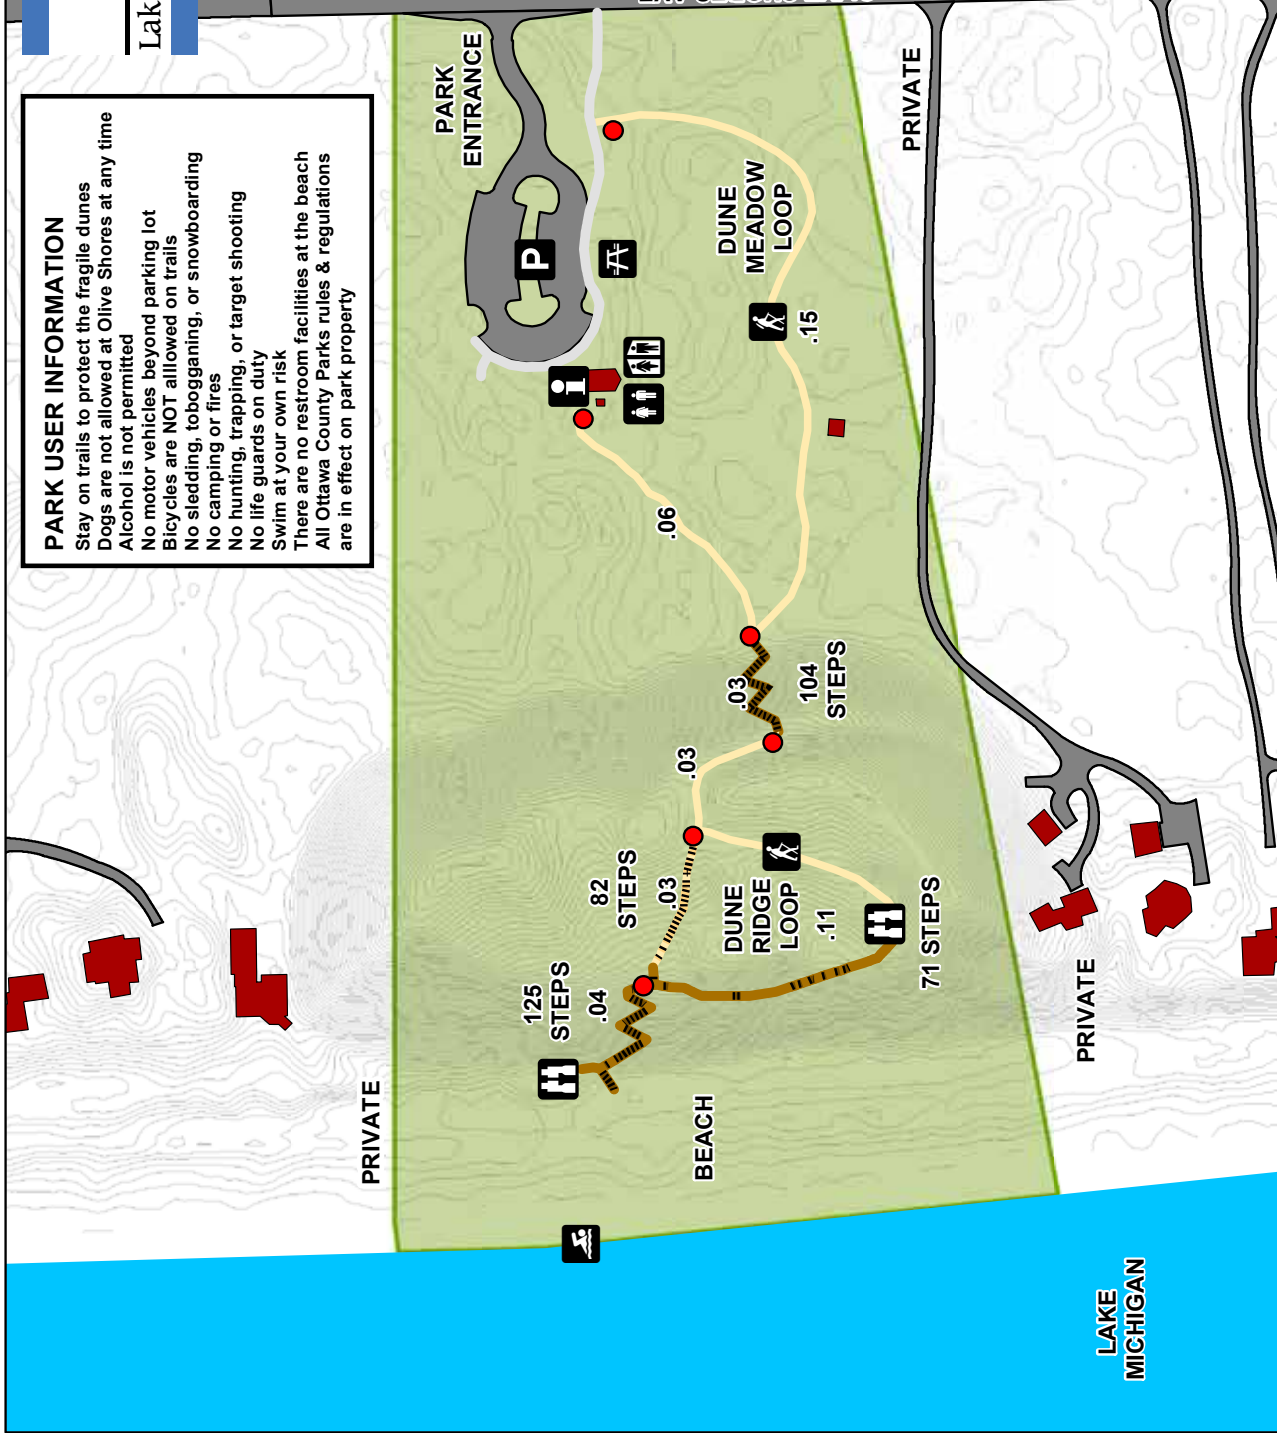 Lak
PARK USER INFORMATION
Stay on trails to protect the fragile dunes
Dogs are not allowed at Olive Shores at any time
Alcohol is not permitted
No motor vehicles beyond parking lot
Bicycles are NOT alllowed on trails
No sledding, tobogganing, or snowboarding
No camping or fires
No hunting, trapping, or target shooting
No life guards on duty
Swim at your own risk
There are no restroom facilities at the beach
All Ottawa County Parks rules & regulations
are in effect on park property
PRIVATE
PARK
ENTRANCE
P
i
125
STEPS
.04
82
STEPS
.03
.06
.03
.03
BEACH
DUNE
RIDGE
LOOP
.11
DUNE
MEADOW
LOOP
.15
104
STEPS
71 STEPS
PRIVATE
PRIVATE
LAKE
MICHIGAN